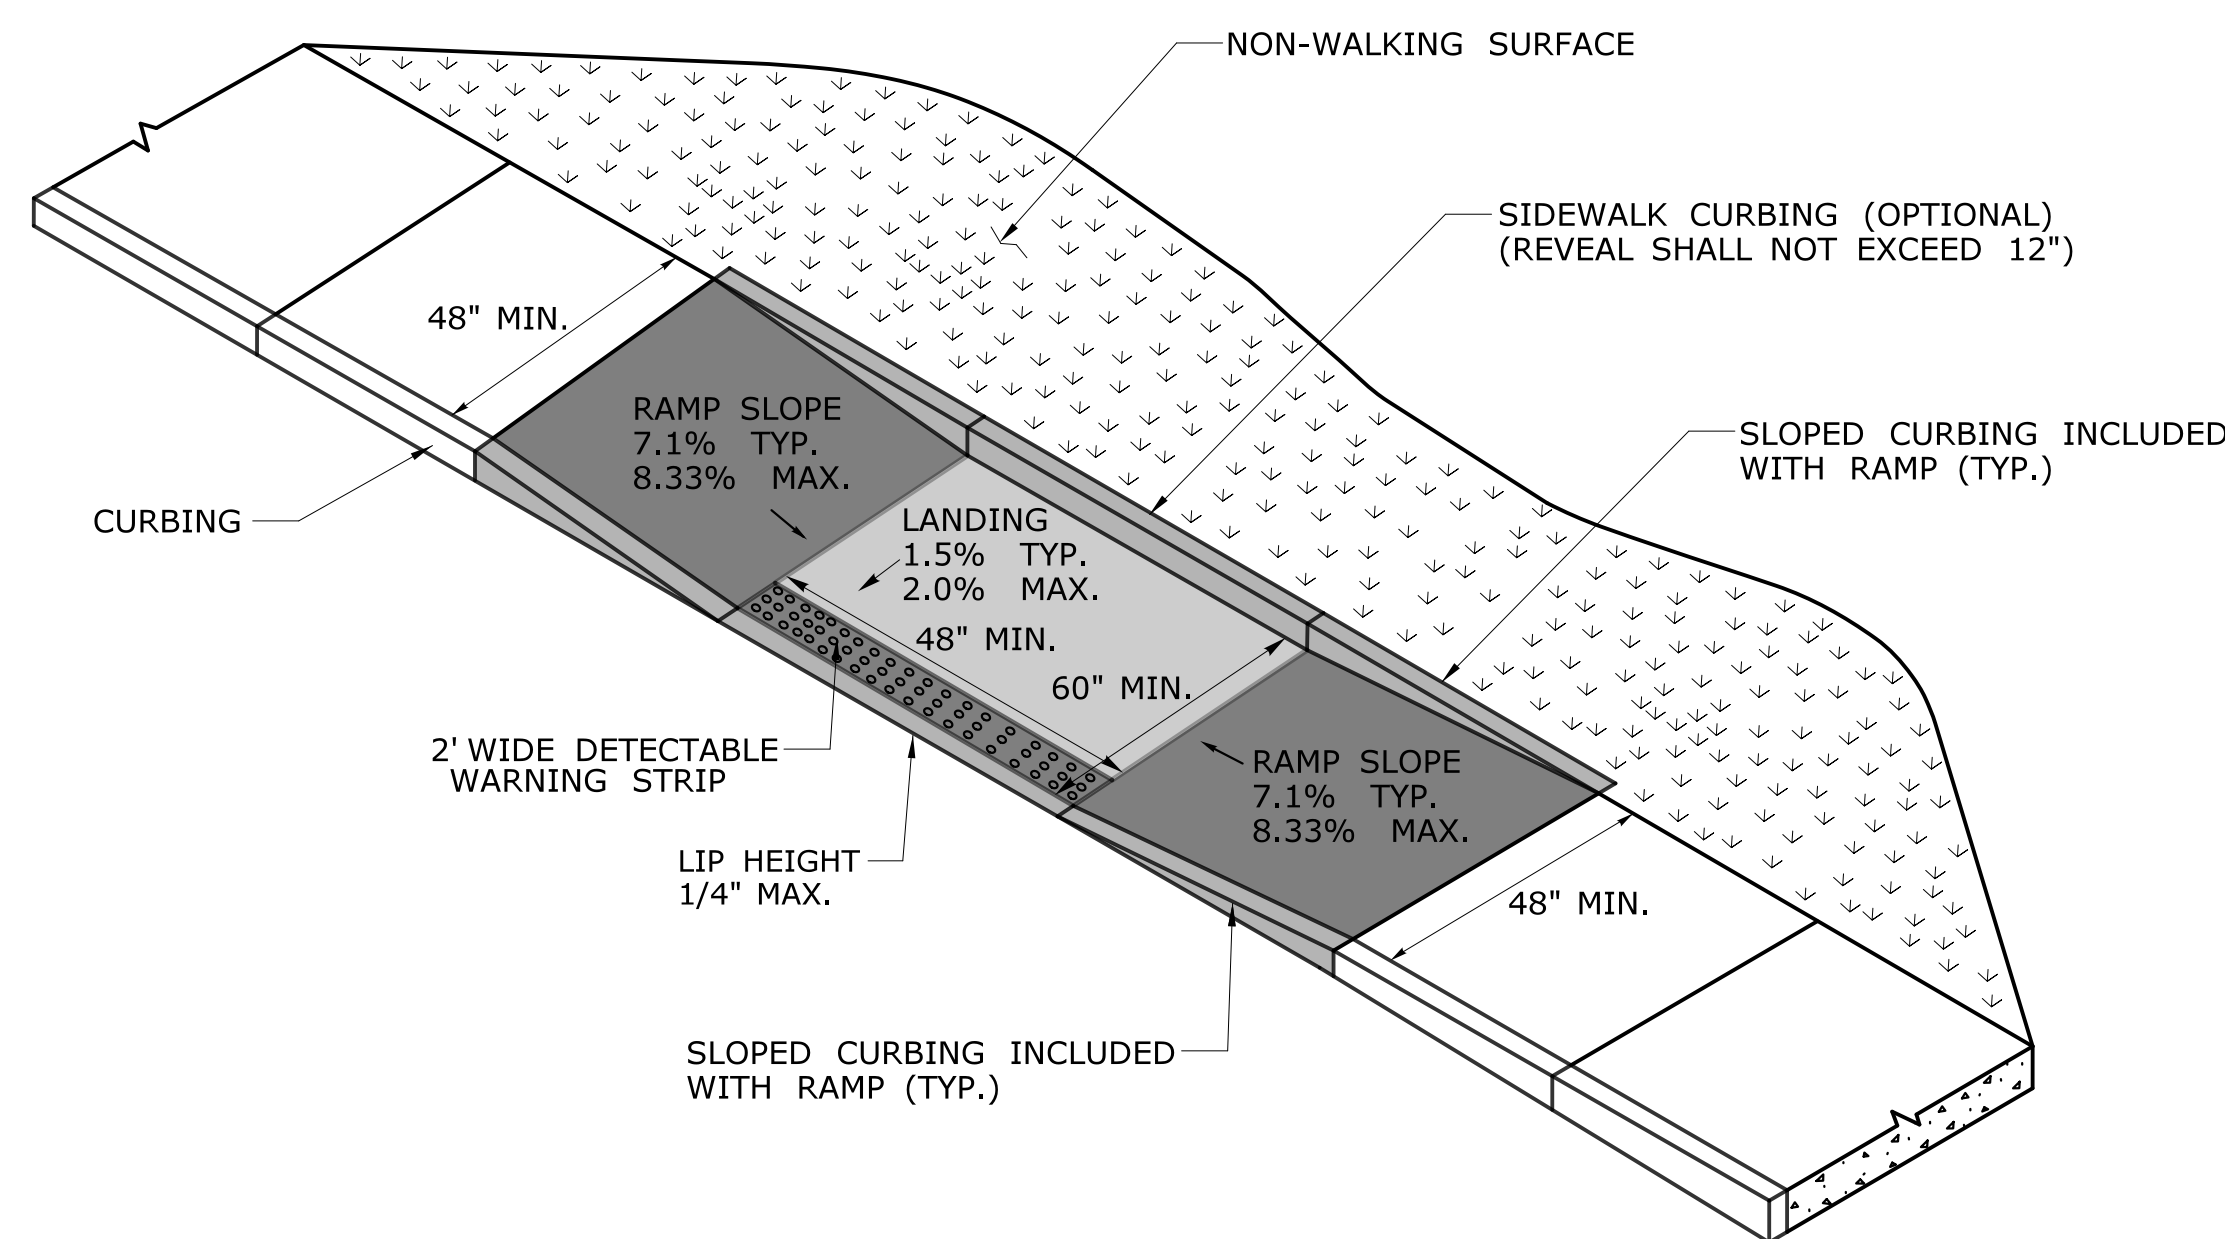 NON-WALKING SURFACE
SIDEWALK CURBING (OPTIONAL)
(REVEAL SHALL NOT EXCEED 12")
48" MIN.
RAMP SLOPE
7.1% TYP.
8.33% MAX.
SLOPED CURBING INCLUDED
WITH RAMP (TYP.)
CURBING
LANDING
1.5% TYP.
2.0% MAX.
48" MIN.
60" MIN.
2' WIDE DETECTABLE
WARNING STRIP
RAMP SLOPE
7.1% TYP.
8.33% MAX.
LIP HEIGHT
1/4" MAX.
48" MIN.
SLOPED CURBING INCLUDED
WITH RAMP (TYP.)